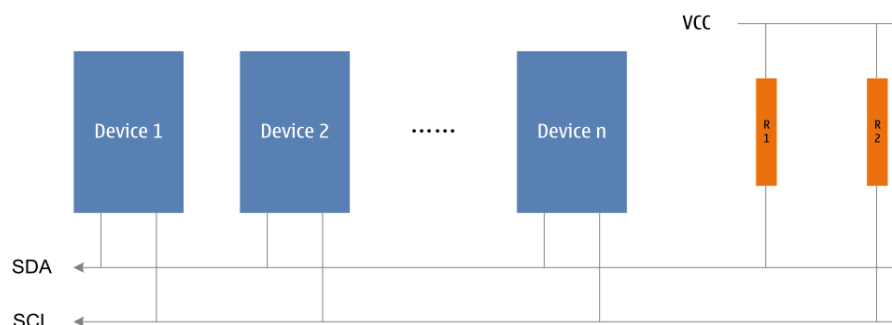 VCC
Device 1
Device 2
......
Device n
R
1
R
2
SDA
SCL